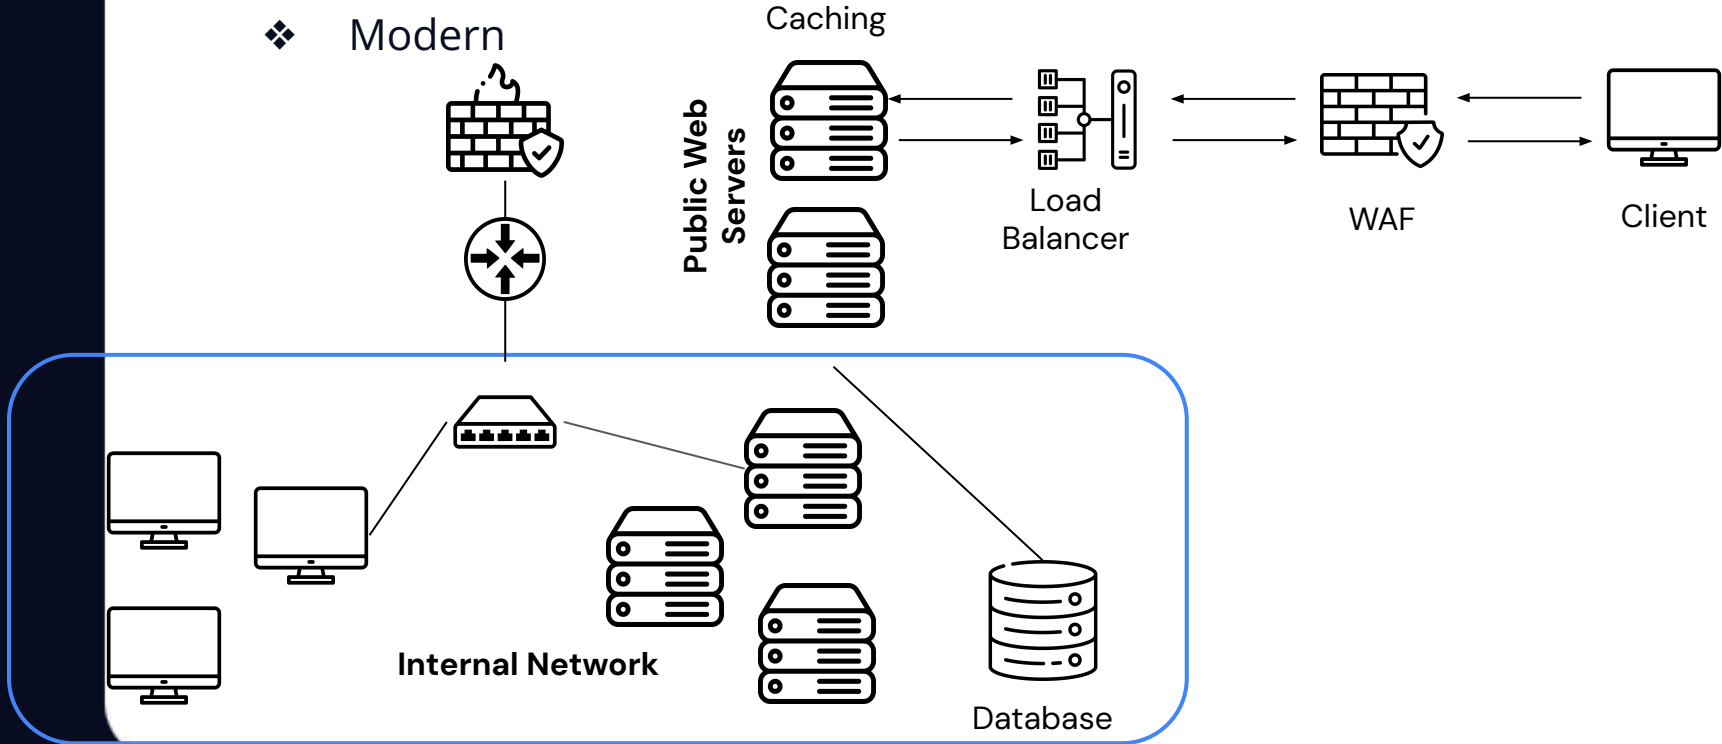 ❖ Modern
Caching
Public Web
Servers
Load
Balancer
WAF
Client
Internal Network
Database